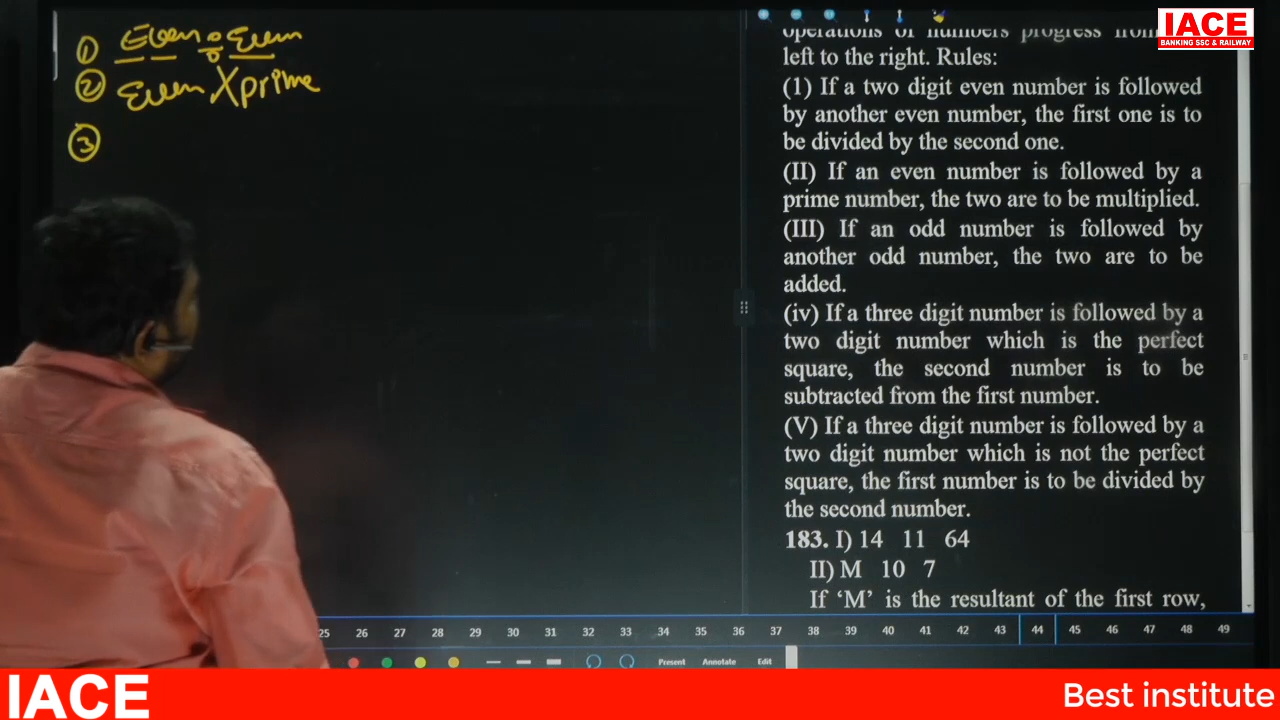 ① Even ÷ Even
② Even X prime
③
operations of numbers progress from
left to the right. Rules:
(1) If a two digit even number is followed
by another even number, the first one is to
be divided by the second one.
(II) If an even number is followed by a
prime number, the two are to be multiplied.
(III) If an odd number is followed by
another odd number, the two are to be
added.
(iv) If a three digit number is followed by a
two digit number which is the perfect
square, the second number is to be
subtracted from the first number.
(V) If a three digit number is followed by a
two digit number which is not the perfect
square, the first number is to be divided by
the second number.
183. I) 14 11 64
II) M 10 7
If ‘M’ is the resultant of the first row,
25 26 27 28 29 30 31 32 33 34 35 36 37 38 39 40 41 42 43 44 45 46 47 48 49
Present Annotate Edit
IACE
BANKING SSC & RAILWAY
IACE
Best institute